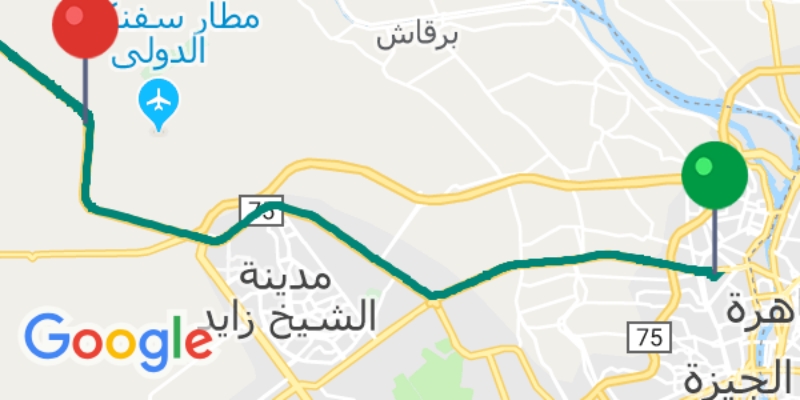 مطار سفنك
الدولى
برقاش
75
مدينة
الشيخ زايد
هرة
75
الجيزة
Google